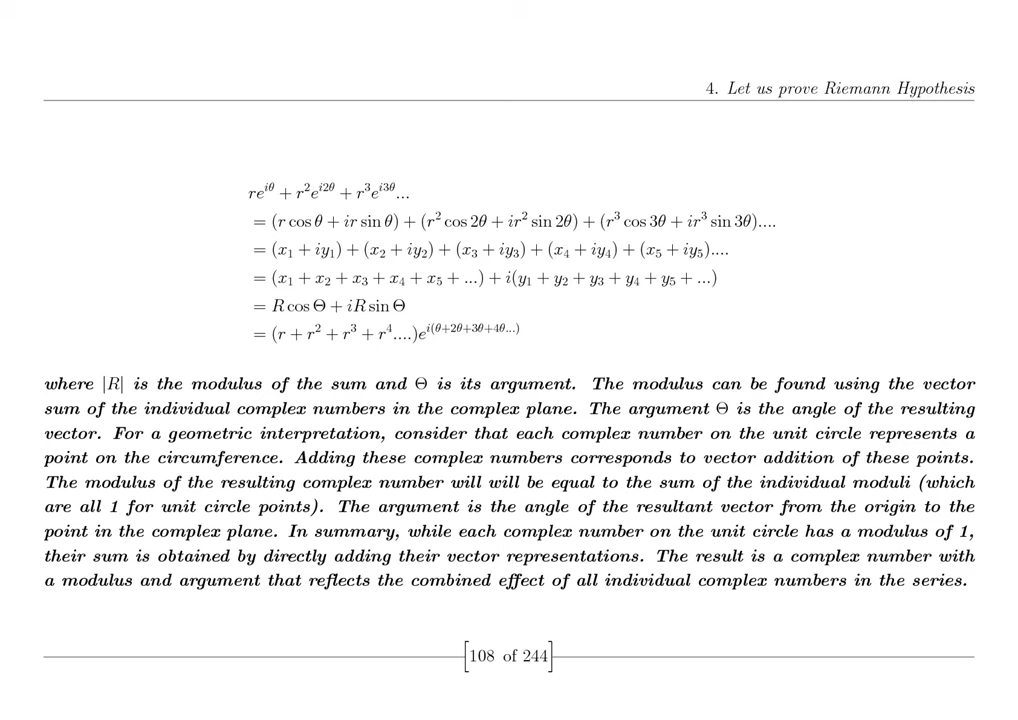 4. Let us prove Riemann Hypothesis
re^{iθ} + r^2e^{i2θ} + r^3e^{i3θ}...
= (r cos θ + ir sin θ) + (r^2 cos 2θ + ir^2 sin 2θ) + (r^3 cos 3θ + ir^3 sin 3θ)....
= (x_1 + iy_1) + (x_2 + iy_2) + (x_3 + iy_3) + (x_4 + iy_4) + (x_5 + iy_5)....
= (x_1 + x_2 + x_3 + x_4 + x_5 + ...) + i(y_1 + y_2 + y_3 + y_4 + y_5 + ...)
= R cos Θ + iR sin Θ
= (r + r^2 + r^3 + r^4....)e^{i(θ+2θ+3θ+4θ...)}
where |R| is the modulus of the sum and Θ is its argument. The modulus can be found using the vector
sum of the individual complex numbers in the complex plane. The argument Θ is the angle of the resulting
vector. For a geometric interpretation, consider that each complex number on the unit circle represents a
point on the circumference. Adding these complex numbers corresponds to vector addition of these points.
The modulus of the resulting complex number will will be equal to the sum of the individual moduli (which
are all 1 for unit circle points). The argument is the angle of the resultant vector from the origin to the
point in the complex plane. In summary, while each complex number on the unit circle has a modulus of 1,
their sum is obtained by directly adding their vector representations. The result is a complex number with
a modulus and argument that reflects the combined effect of all individual complex numbers in the series.
[108 of 244]